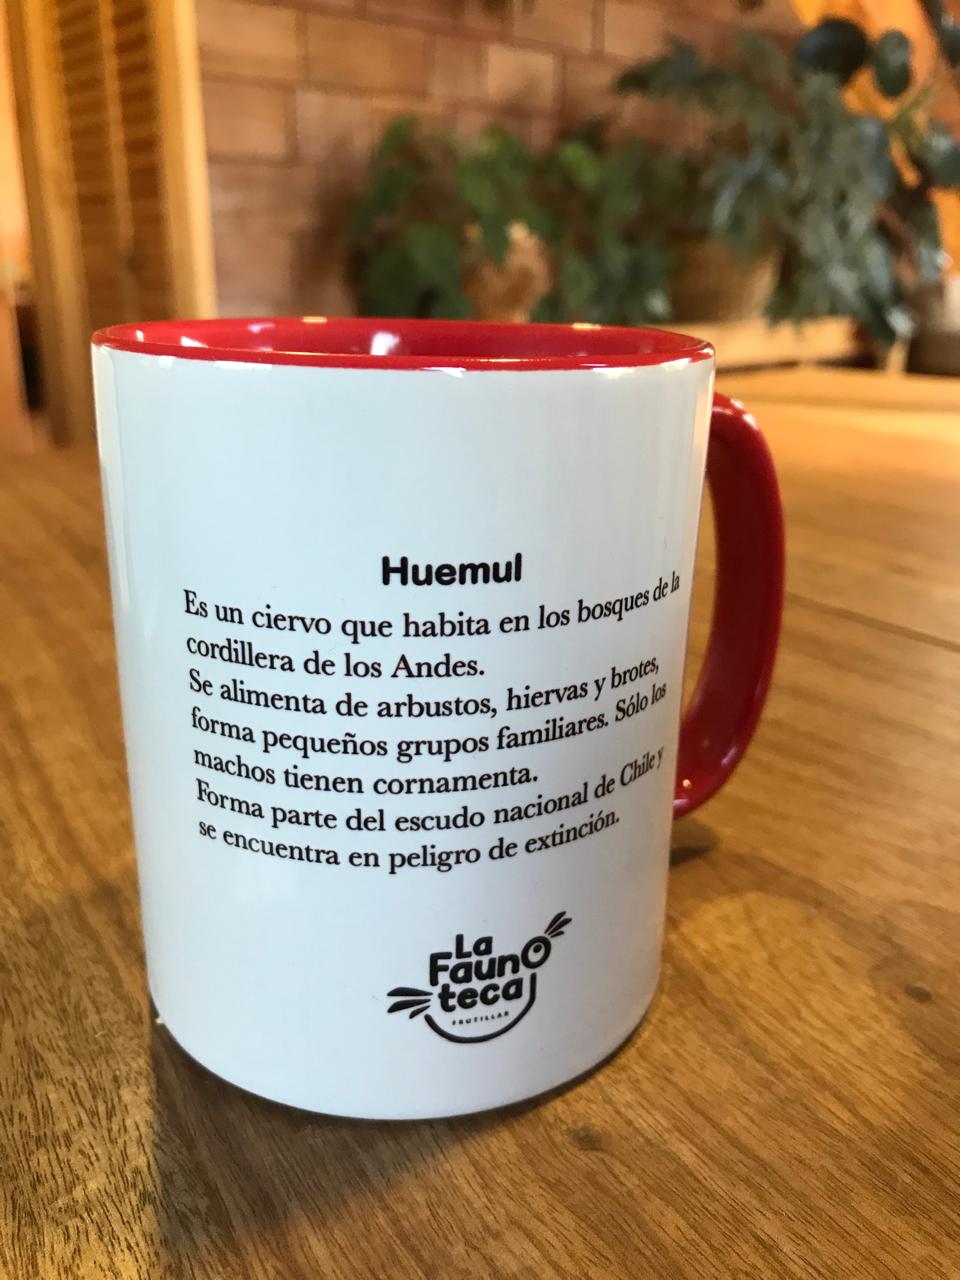 Huemul
Es un ciervo que habita en los bosques de la
cordillera de los Andes.
Se alimenta de arbustos, hiervas y brotes,
forma pequeños grupos familiares. Sólo los
machos tienen cornamenta.
Forma parte del escudo nacional de Chile y
se encuentra en peligro de extinción.
La
Fauno
teca
FRUTILLAR